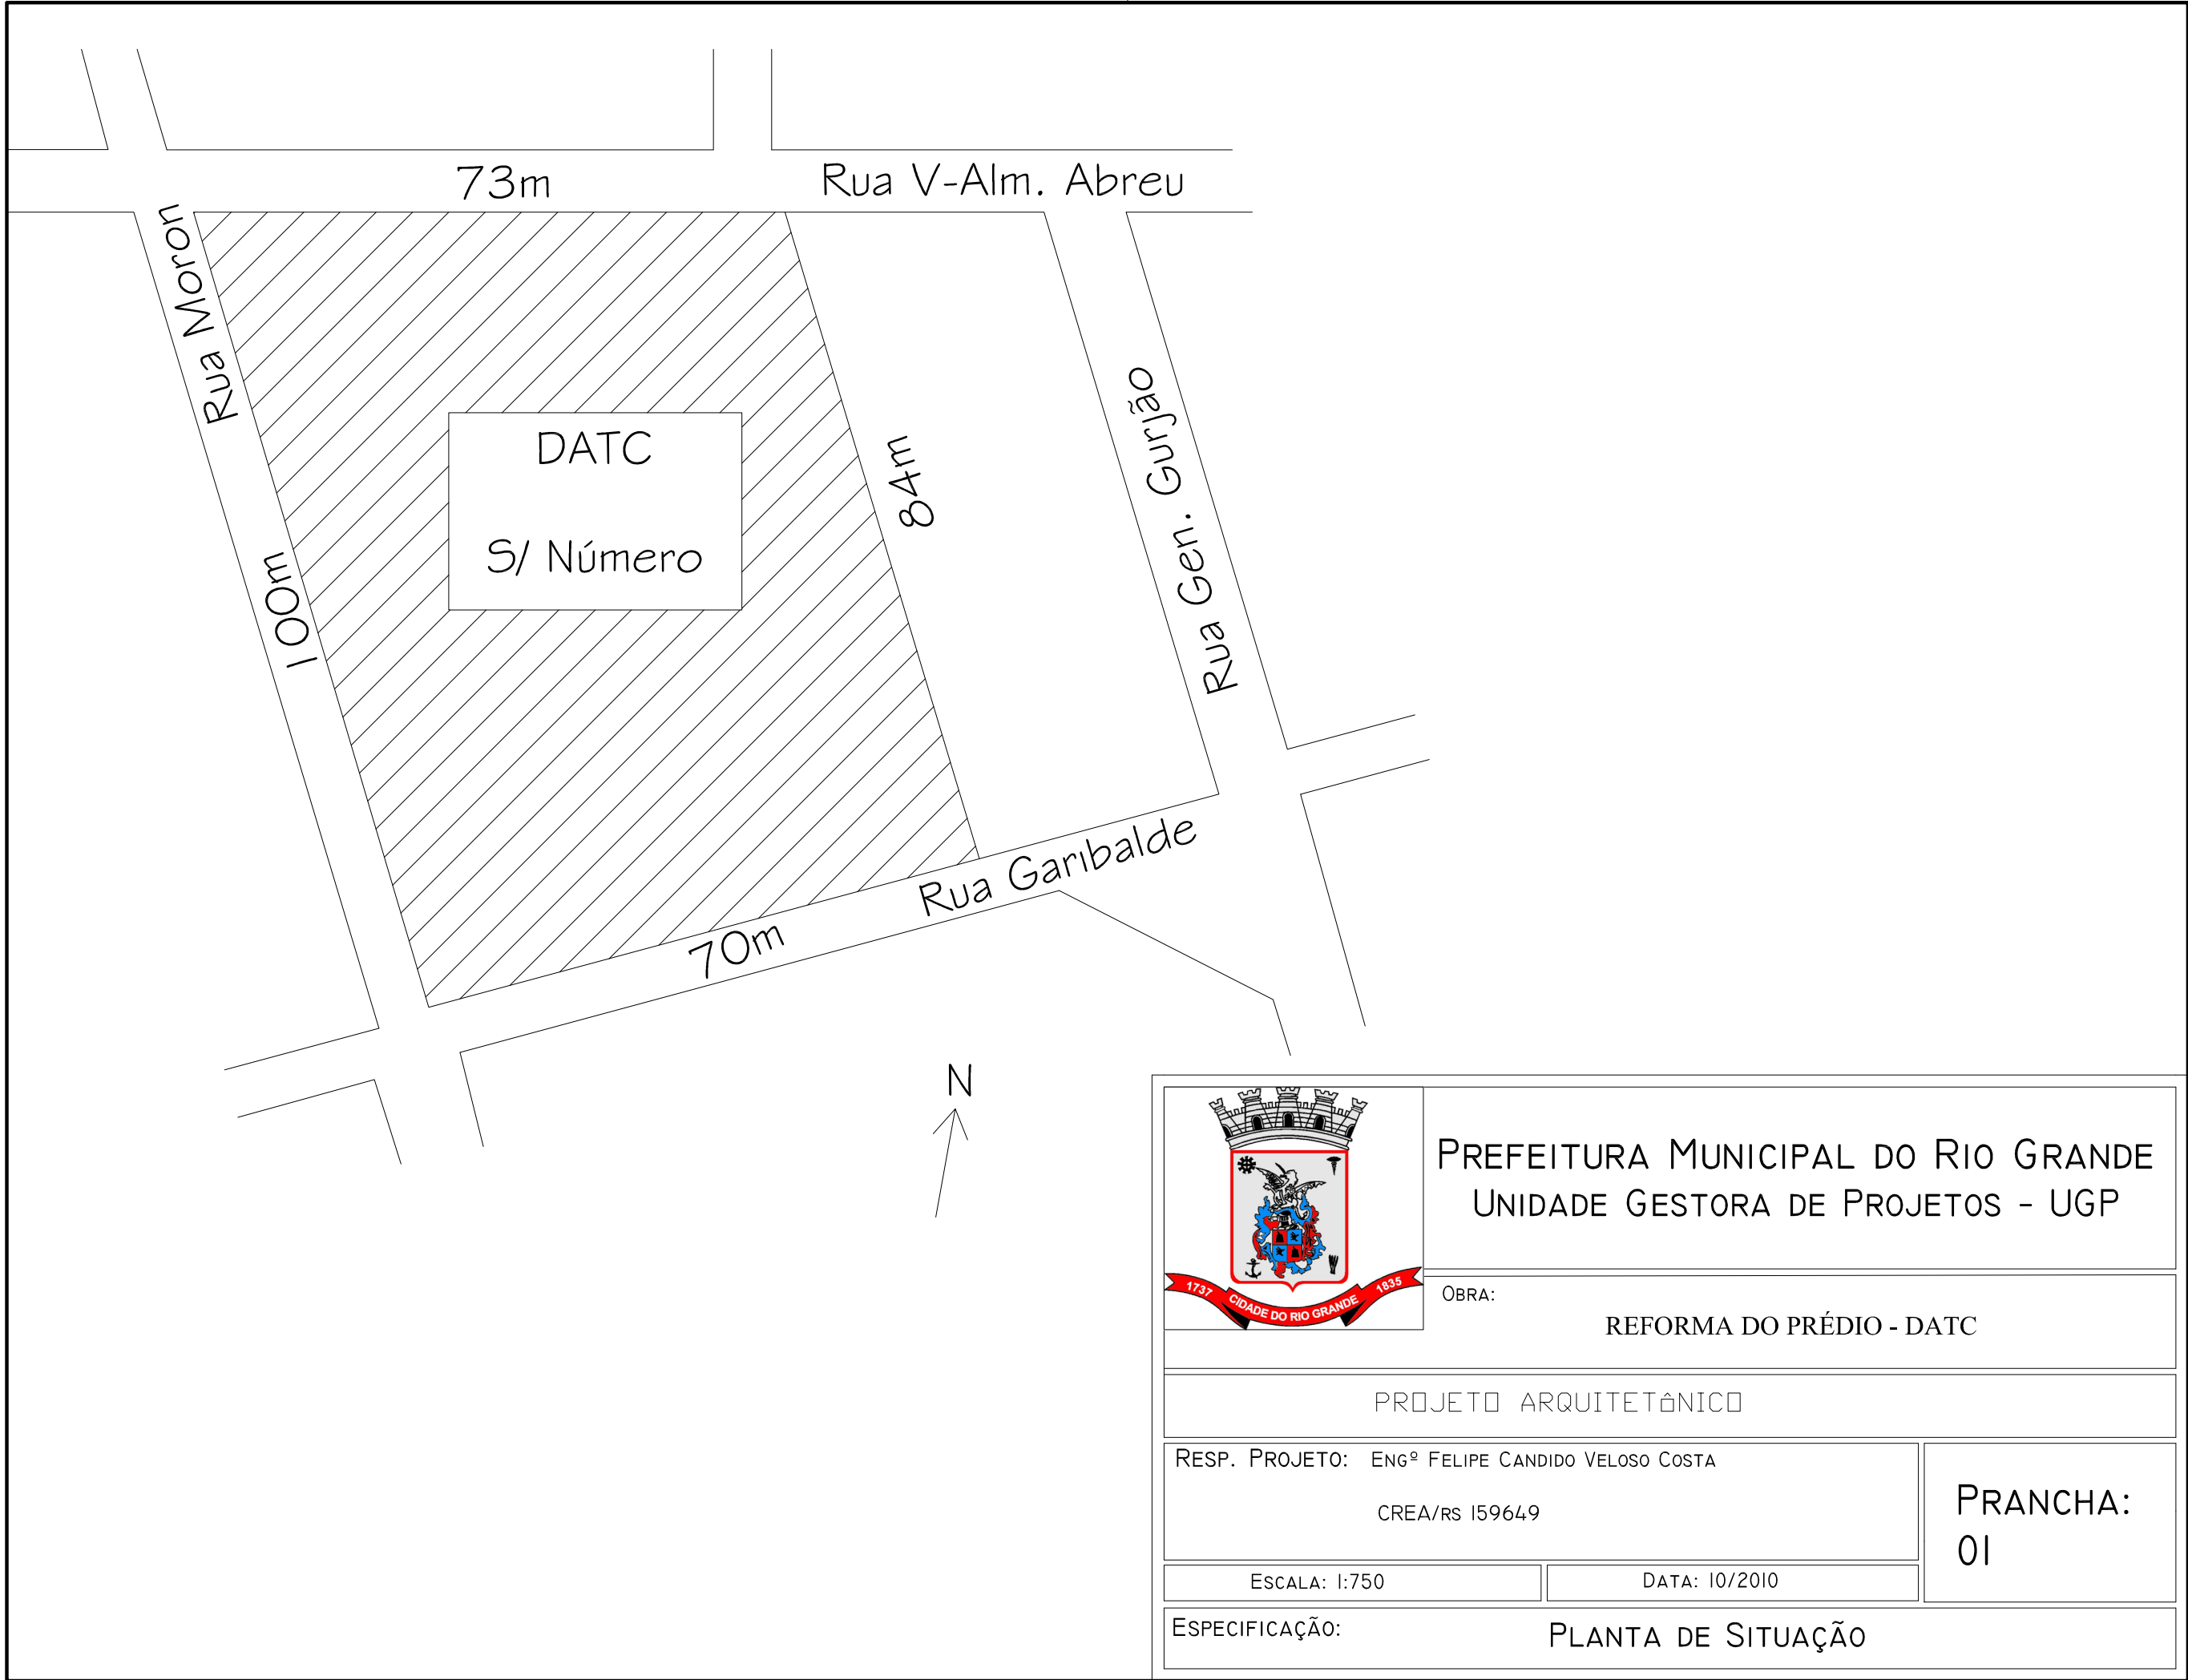 73m
Rua V-Alm. Abreu
Rua Moron
100m
DATC
S/ Número
84m
Rua Gen. Gurjão
Rua Garibalde
70m
N
1737 CIDADE DO RIO GRANDE 1835
PREFEITURA MUNICIPAL DO RIO GRANDE
UNIDADE GESTORA DE PROJETOS - UGP
OBRA:
REFORMA DO PRÉDIO - DATC
PROJETO ARQUITETôNICO
RESP. PROJETO: ENGº FELIPE CANDIDO VELOSO COSTA
CREA/RS 159649
PRANCHA:
01
ESCALA: 1:750
DATA: 10/2010
ESPECIFICAÇÃO:
PLANTA DE SITUAÇÃO